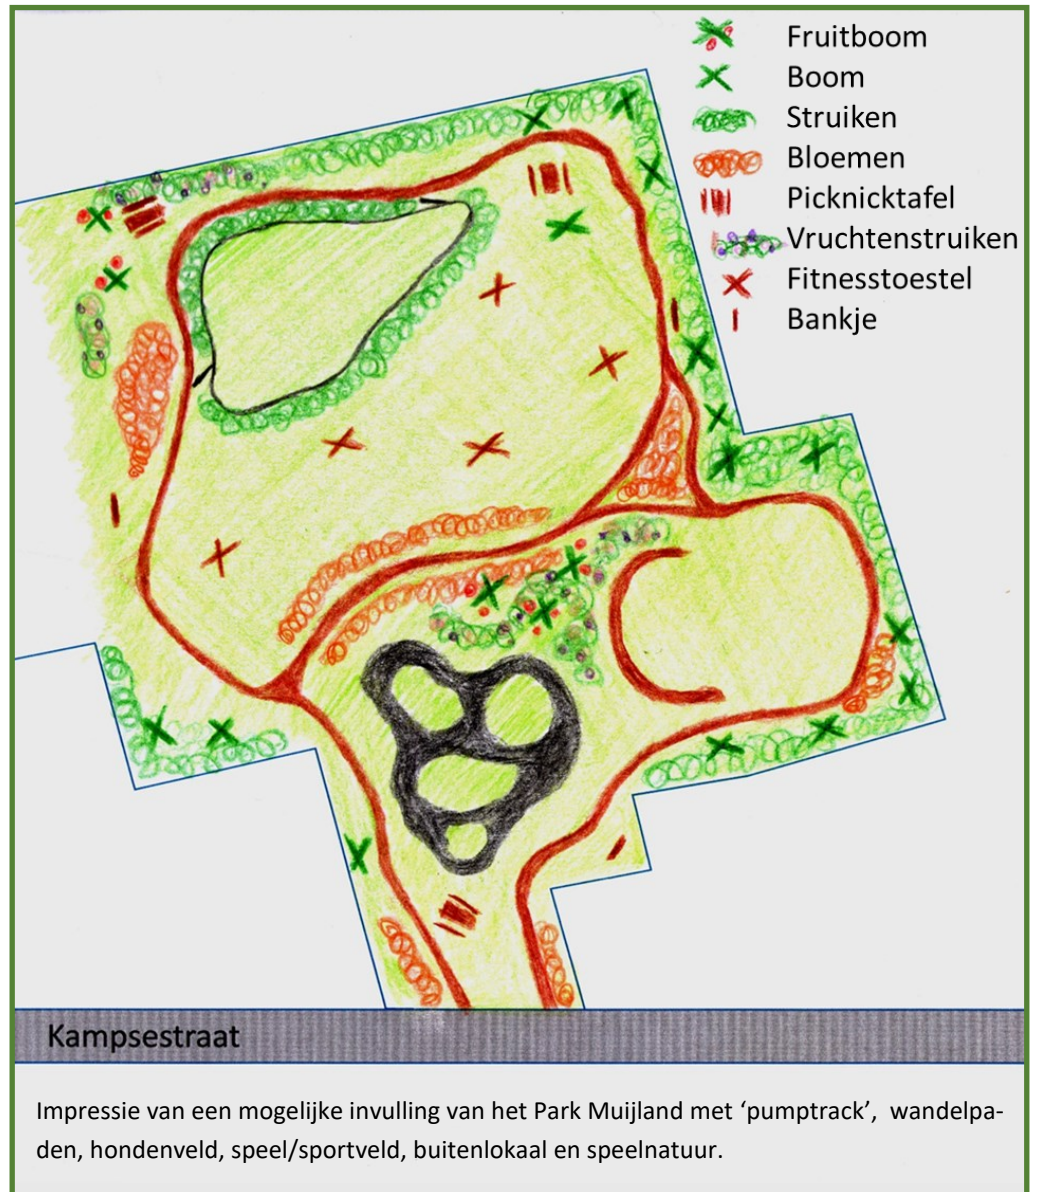 Fruitboom
Boom
Struiken
Bloemen
Picknicktafel
Vruchtenstruiken
Fitnesstoestel
Bankje
Kampsestraat
Impressie van een mogelijke invulling van het Park Muijland met ‘pumptrack’, wandelpa-
den, hondenveld, speel/sportveld, buitenlokaal en speelnatuur.